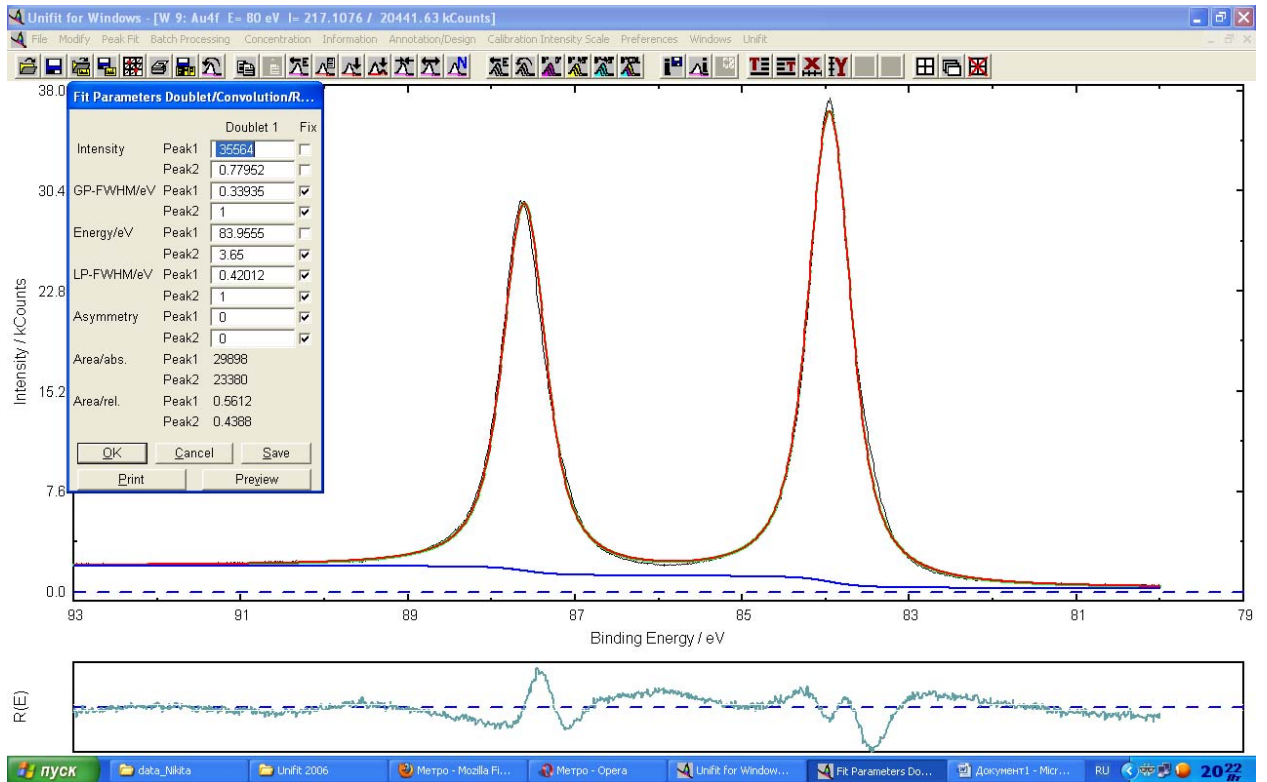 Unifit for Windows - [W 9: Au4f E= 80 eV I= 217.1076 / 20441.63 kCounts]
File Modify Peak Fit Batch Processing Concentration Information Annotation/Design Calibration Intensity Scale Preferences Windows Unifit
Fit Parameters Doublet/Convolution/R...
Doublet 1 Fix
Intensity Peak1 35564
Peak2 0.77952
GP-FWHM/eV Peak1 0.33935
Peak2 1
Energy/eV Peak1 83.9555
Peak2 3.65
LP-FWHM/eV Peak1 0.42012
Peak2 1
Asymmetry Peak1 0
Peak2 0
Area/abs. Peak1 29898
Peak2 23380
Area/rel. Peak1 0.5612
Peak2 0.4388
OK Cancel Save
Print Preview
38.0
30.4
22.8
15.2
7.6
0.0
Intensity / kCounts
93 91 89 87 85 83 81 79
Binding Energy / eV
R(E)
пуск data_Nikita Unifit 2006 Метро - Mozilla Fi... Метро - Opera Unifit for Window... Fit Parameters Do... Документ1 - Micr... RU 20 22